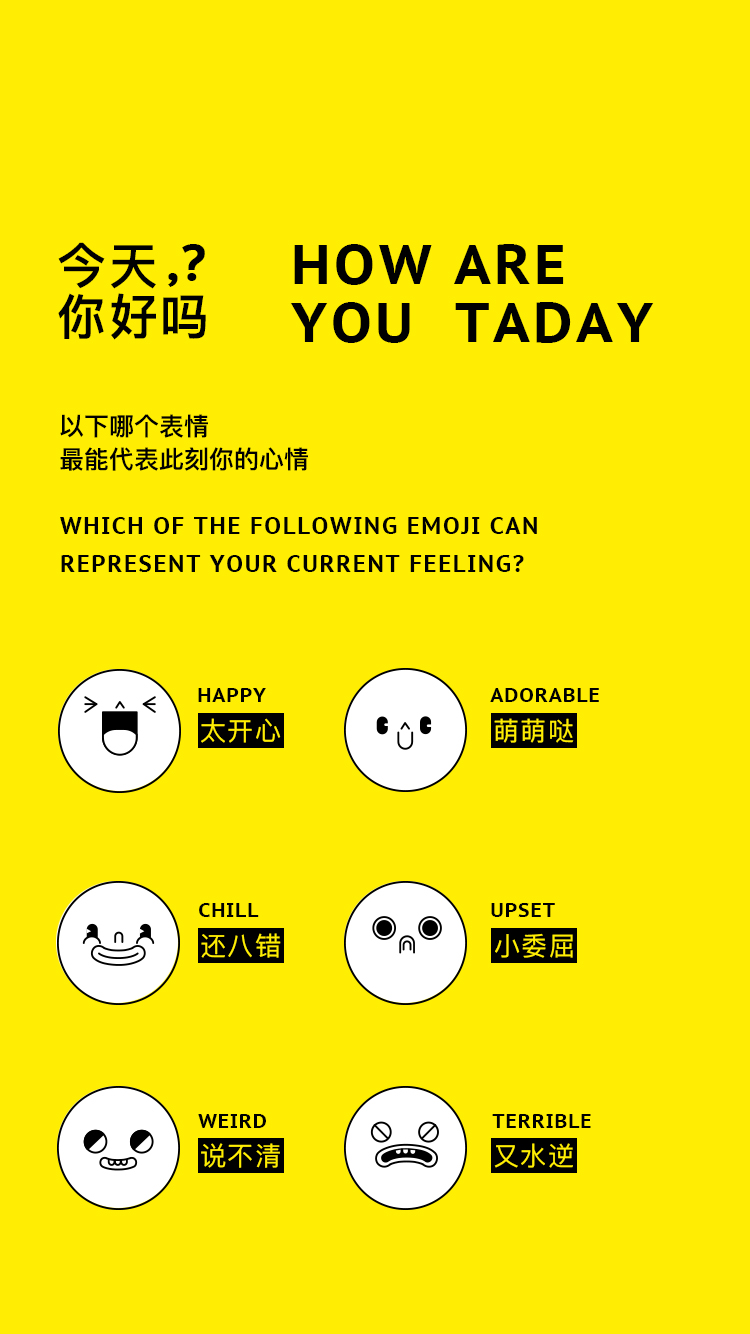 今天，?
你好吗
HOW ARE
YOU TADAY
以下哪个表情
最能代表此刻你的心情
WHICH OF THE FOLLOWING EMOJI CAN
REPRESENT YOUR CURRENT FEELING?
HAPPY
太开心
ADORABLE
萌萌哒
CHILL
还八错
UPSET
小委屈
WEIRD
说不清
TERRIBLE
又水逆